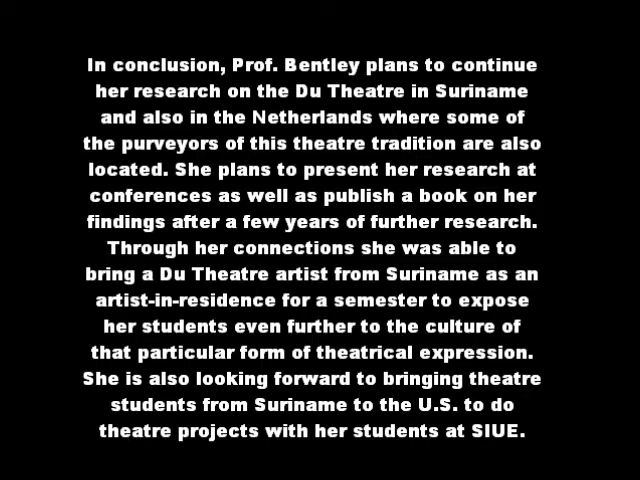 In conclusion, Prof. Bentley plans to continue
her research on the Du Theatre in Suriname
and also in the Netherlands where some of
the purveyors of this theatre tradition are also
located. She plans to present her research at
conferences as well as publish a book on her
findings after a few years of further research.
Through her connections she was able to
bring a Du Theatre artist from Suriname as an
artist-in-residence for a semester to expose
her students even further to the culture of
that particular form of theatrical expression.
She is also looking forward to bringing theatre
students from Suriname to the U.S. to do
theatre projects with her students at SIUE.